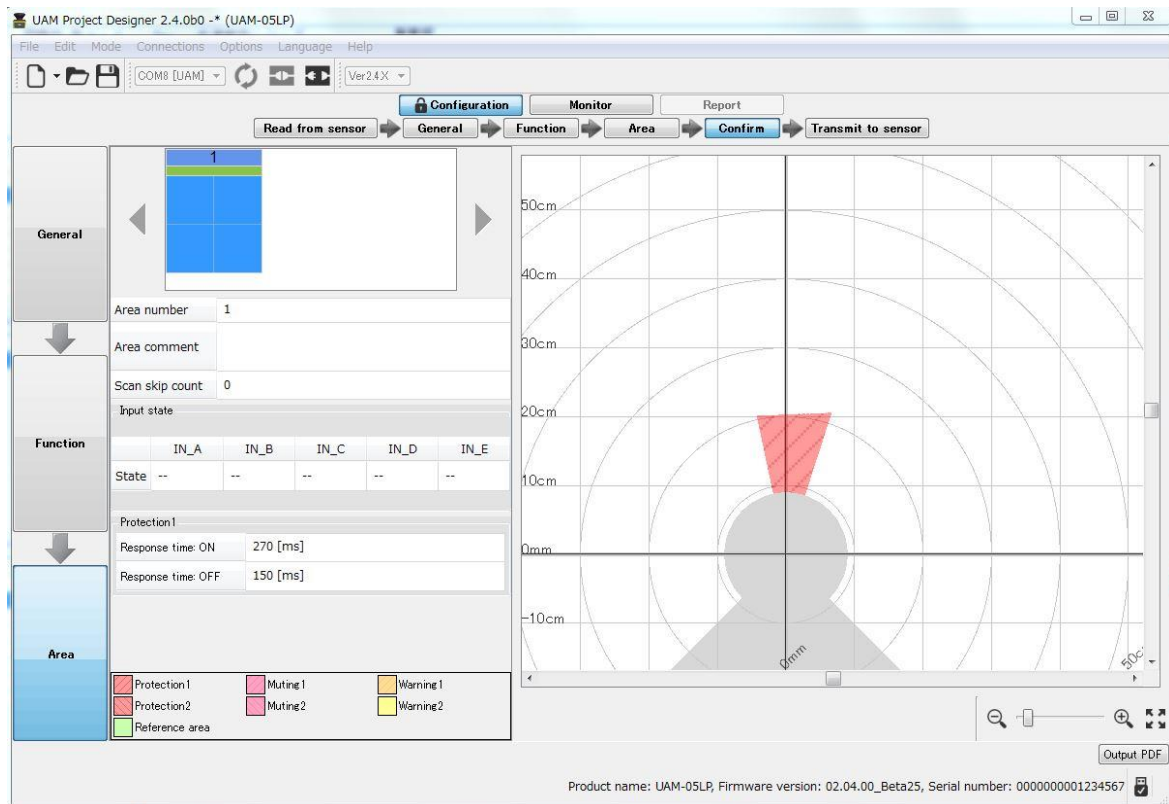 UAM Project Designer 2.4.0b0 -* (UAM-05LP)
File Edit Mode Connections Options Language Help
COM8 [UAM] Ver2.4X
Configuration Monitor Report
Read from sensor General Function Area Confirm Transmit to sensor
General
Function
Area
1
Area number 1
Area comment
Scan skip count 0
Input state
IN_A IN_B IN_C IN_D IN_E
State -- -- -- -- --
Protection1
Response time: ON 270 [ms]
Response time: OFF 150 [ms]
Protection1 Muting1 Warning1
Protection2 Muting2 Warning2
Reference area
50cm
40cm
30cm
20cm
10cm
0mm
-10cm
0mm
Output PDF
Product name: UAM-05LP, Firmware version: 02.04.00_Beta25, Serial number: 0000000001234567